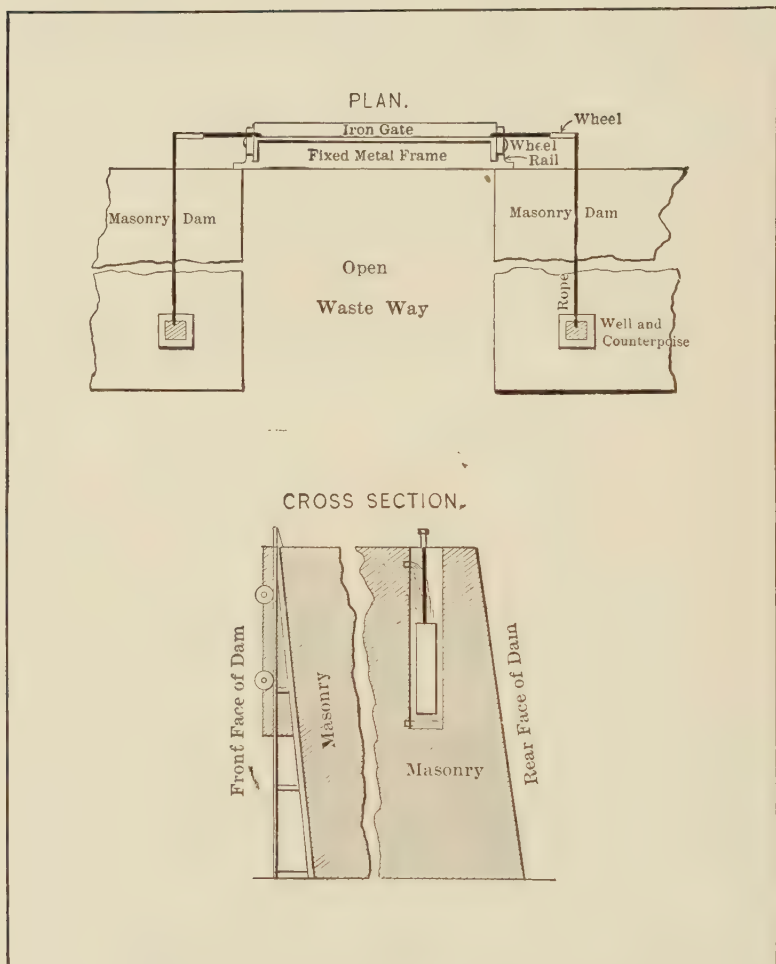 PLAN.
Wheel
Iron Gate
Wheel
Fixed Metal Frame
Rail
Masonry Dam
Masonry Dam
Open
Waste Way
Rope
Well and
Counterpoise
CROSS SECTION.
Front Face of Dam
Masonry
Masonry
Rear Face of Dam